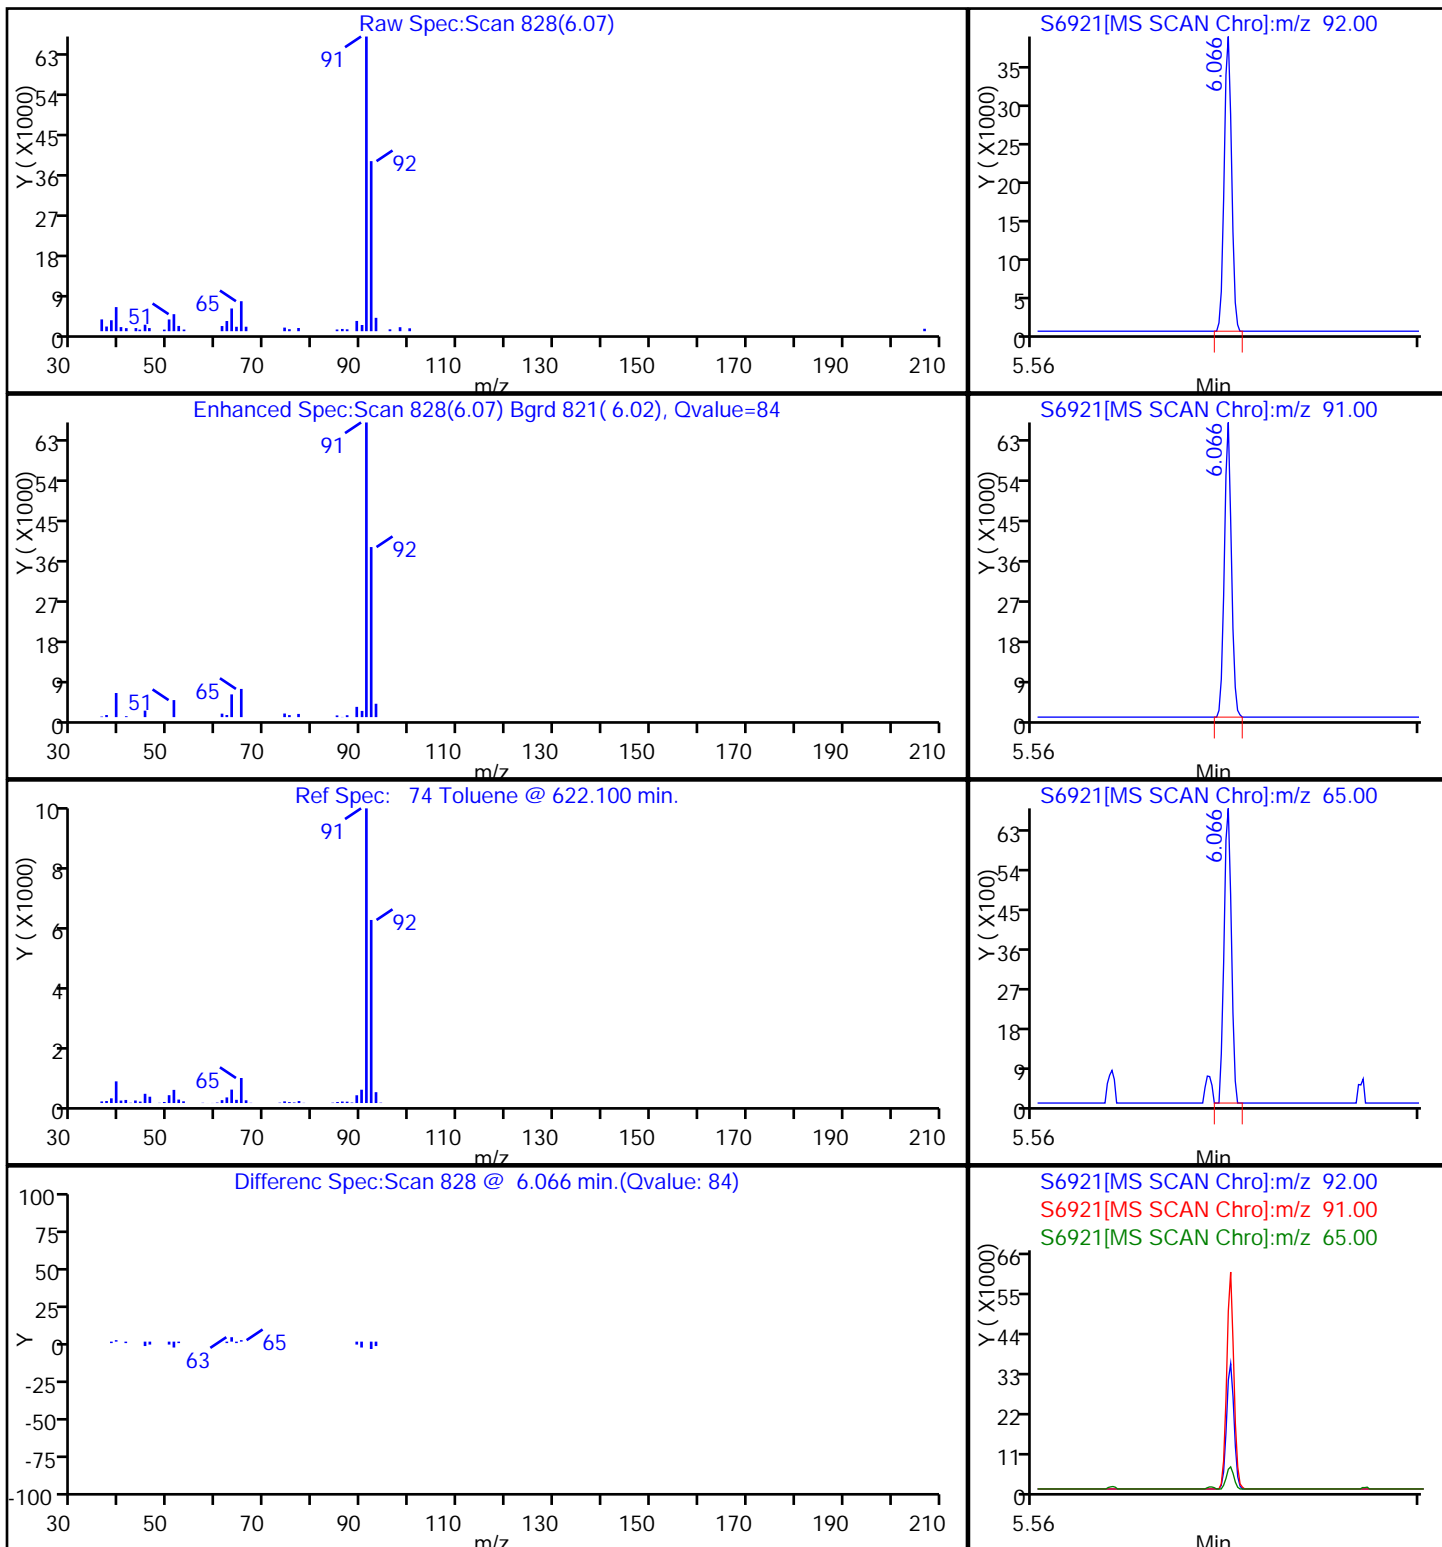 Raw Spec:Scan 828(6.07)
Y ( X1000)
63
54
45
36
27
18
9
0
91
92
51
65
30 50 70 90 110 130 150 170 190 210
m/z
S6921[MS SCAN Chro]:m/z 92.00
Y ( X1000)
35
30
25
20
15
10
5
0
6.066
5.56
Min
Enhanced Spec:Scan 828(6.07) Bgrd 821( 6.02), Qvalue=84
Y ( X1000)
63
54
45
36
27
18
9
0
91
92
51
65
30 50 70 90 110 130 150 170 190 210
m/z
S6921[MS SCAN Chro]:m/z 91.00
Y ( X1000)
63
54
45
36
27
18
9
0
6.066
5.56
Min
Ref Spec: 74 Toluene @ 622.100 min.
Y ( X1000)
10
8
6
4
2
0
91
92
65
30 50 70 90 110 130 150 170 190 210
m/z
S6921[MS SCAN Chro]:m/z 65.00
Y ( X100)
63
54
45
36
27
18
9
0
6.066
5.56
Min
Differenc Spec:Scan 828 @ 6.066 min.(Qvalue: 84)
Y
100
75
50
25
0
-25
-50
-75
-100
63
65
30 50 70 90 110 130 150 170 190 210
m/z
S6921[MS SCAN Chro]:m/z 92.00
S6921[MS SCAN Chro]:m/z 91.00
S6921[MS SCAN Chro]:m/z 65.00
Y ( X1000)
66
55
44
33
22
11
0
5.56
Min